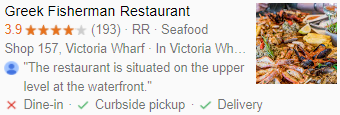 Greek Fisherman Restaurant
3.9 ★★★★☆ (193) · RR · Seafood
Shop 157, Victoria Wharf · In Victoria Wh...
"The restaurant is situated on the upper
level at the waterfront."
✕ Dine-in · ✓ Curbside pickup · ✓ Delivery